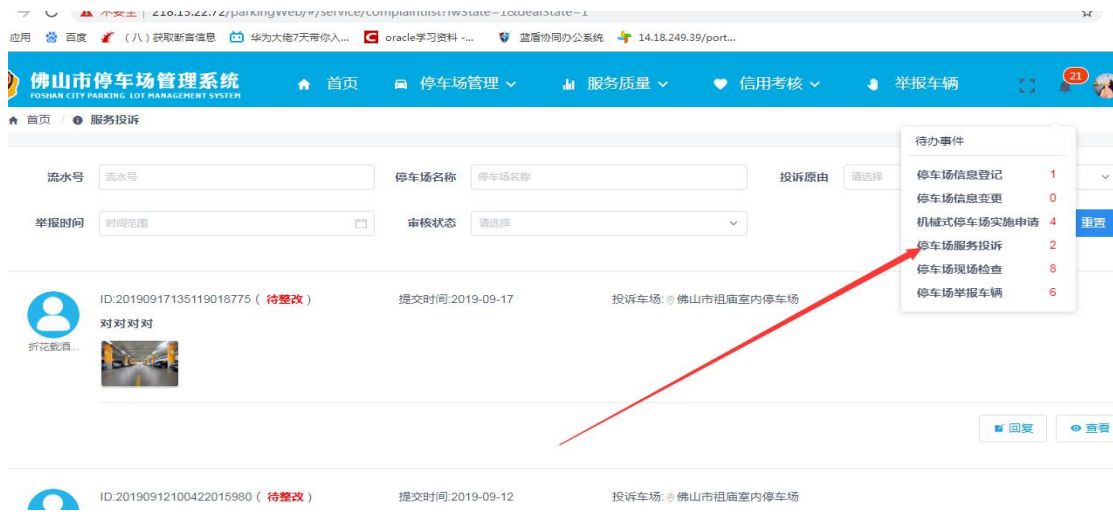 不安全 | 218.13.22.72/parkingWeb/#/service/complaintlist?fwState=1&dealState=1
应用 百度 (八) 获取断言信息 华为大佬7天带你入... oracle学习资料 -... 蓝盾协同办公系统 14.18.249.39/port...
佛山市停车场管理系统 首页 停车场管理 服务质量 信用考核 举报车辆 21
FOSHAN CITY PARKING LOT MANAGEMENT SYSTEM
首页 / 服务投诉
待办事件
流水号 流水号 停车场名称 停车场名称 投诉原由 请选择
停车场信息登记 1
停车场信息变更 0
举报时间 时间范围 审核状态 请选择 重置
机械式停车场实施申请 4
停车场服务投诉 2
停车场现场检查 8
停车场举报车辆 6
ID:20190917135119018775 ( 待整改 ) 提交时间:2019-09-17 投诉车场: 佛山市祖庙室内停车场
对对对对
折花载酒...
回复 查看
ID:20190912100422015980 ( 待整改 ) 提交时间:2019-09-12 投诉车场: 佛山市祖庙室内停车场